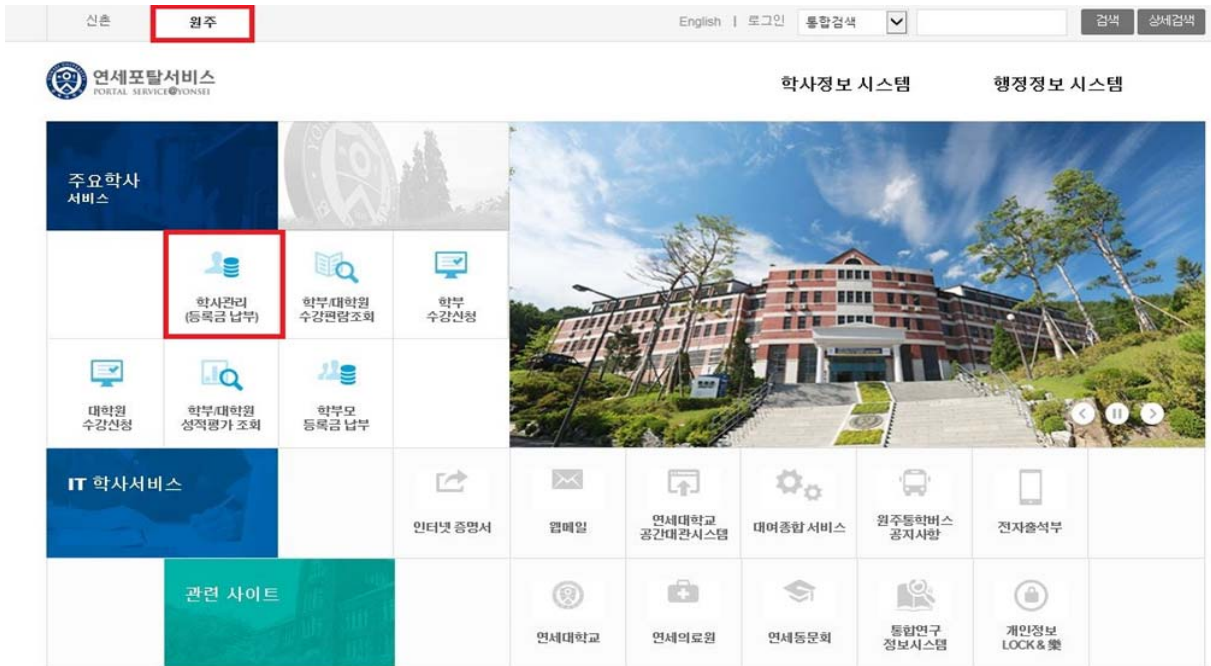 신촌
원주
English | 로그인 통합검색
검색
상세검색
연세포탈서비스
PORTAL SERVICE@YONSEI
학사정보 시스템
행정정보 시스템
주요학사
서비스
학사관리
(등록금 납부)
학부/대학원
수강편람조회
학부
수강신청
대학원
수강신청
학부/대학원
성적평가 조회
학부모
등록금 납부
IT 학사서비스
인터넷 증명서
웹메일
연세대학교
공간대관시스템
대여종합 서비스
원주통학버스
공지사항
전자출석부
관련 사이트
연세대학교
연세의료원
연세동문회
통합연구
정보시스템
개인정보
LOCK & 樂